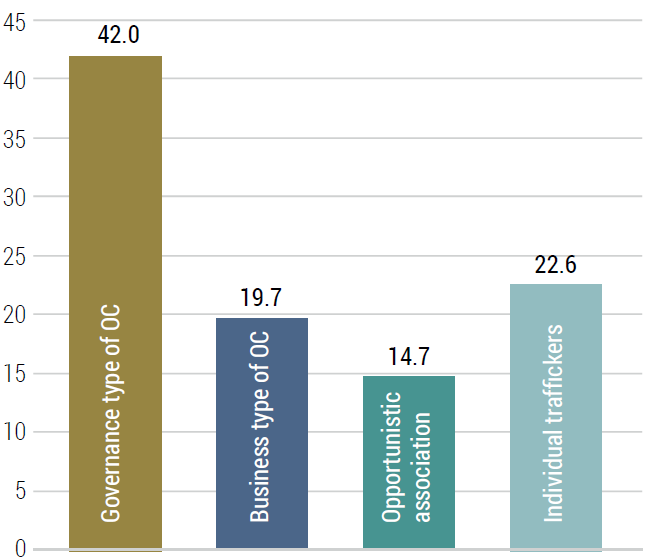 45
42.0
40
35
30
25
22.6
20
19.7
15
14.7
10
5
0
Governance type of OC
Business type of OC
Opportunistic
association
Individual traffickers